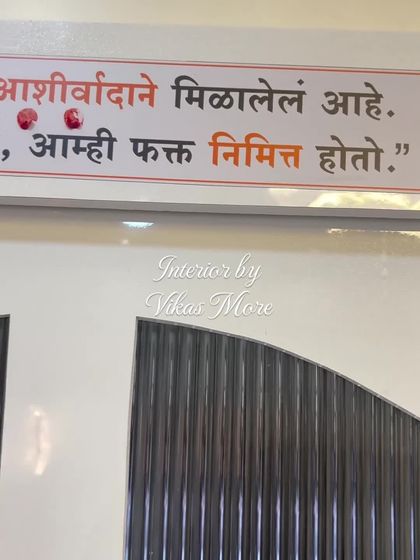 आशीर्वादाने मिळालेलं आहे.
, आम्ही फक्त निमित्त होतो.”
Interior by
Vikas More